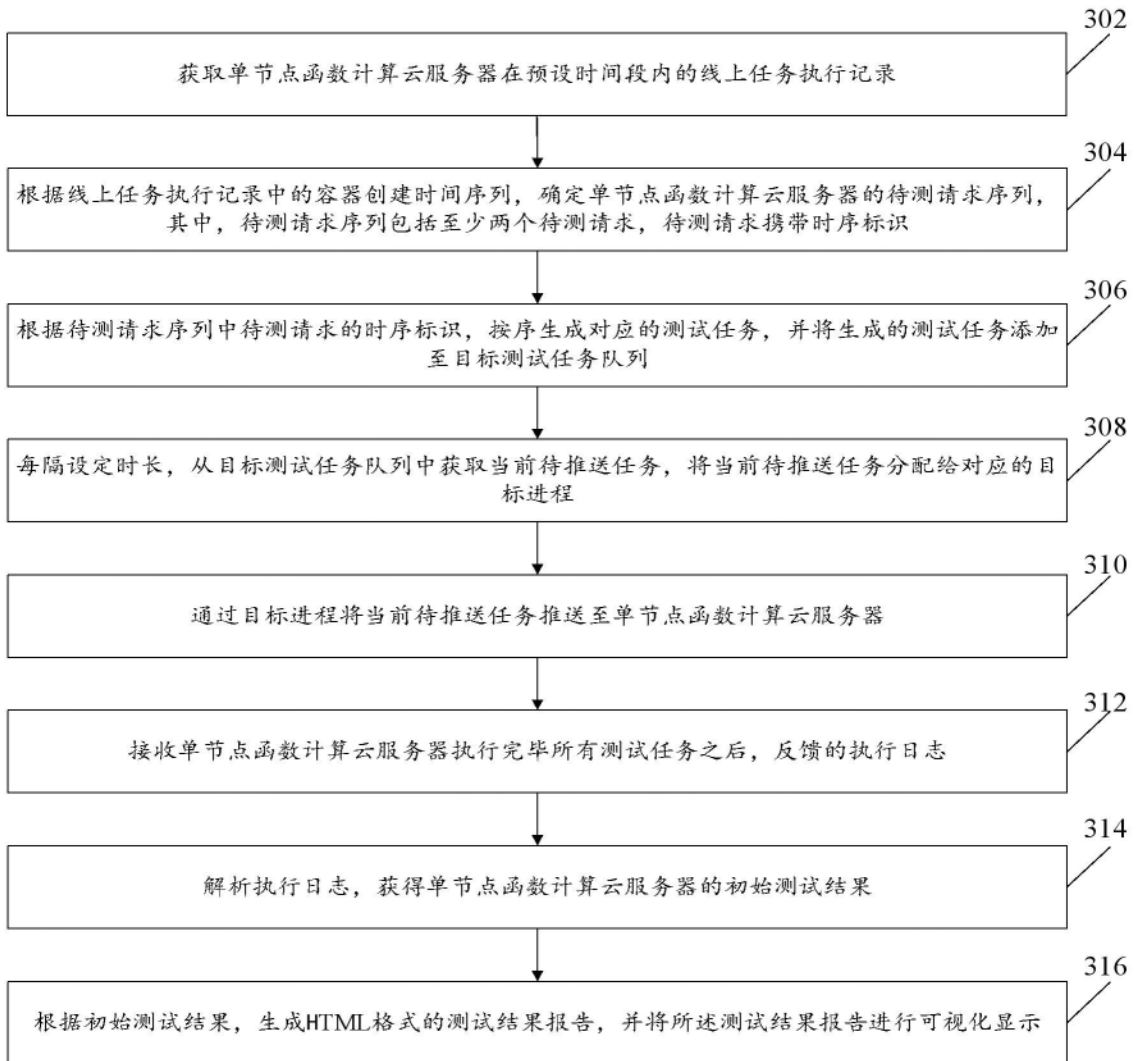 302
获取单节点函数计算云服务器在预设时间段内的线上任务执行记录
304
根据线上任务执行记录中的容器创建时间序列，确定单节点函数计算云服务器的待测请求序列，
其中，待测请求序列包括至少两个待测请求，待测请求携带时序标识
306
根据待测请求序列中待测请求的时序标识，按序生成对应的测试任务，并将生成的测试任务添加
至目标测试任务队列
308
每隔设定时长，从目标测试任务队列中获取当前待推送任务，将当前待推送任务分配给对应的目
标进程
310
通过目标进程将当前待推送任务推送至单节点函数计算云服务器
312
接收单节点函数计算云服务器执行完毕所有测试任务之后，反馈的执行日志
314
解析执行日志，获得单节点函数计算云服务器的初始测试结果
316
根据初始测试结果，生成HTML格式的测试结果报告，并将所述测试结果报告进行可视化显示